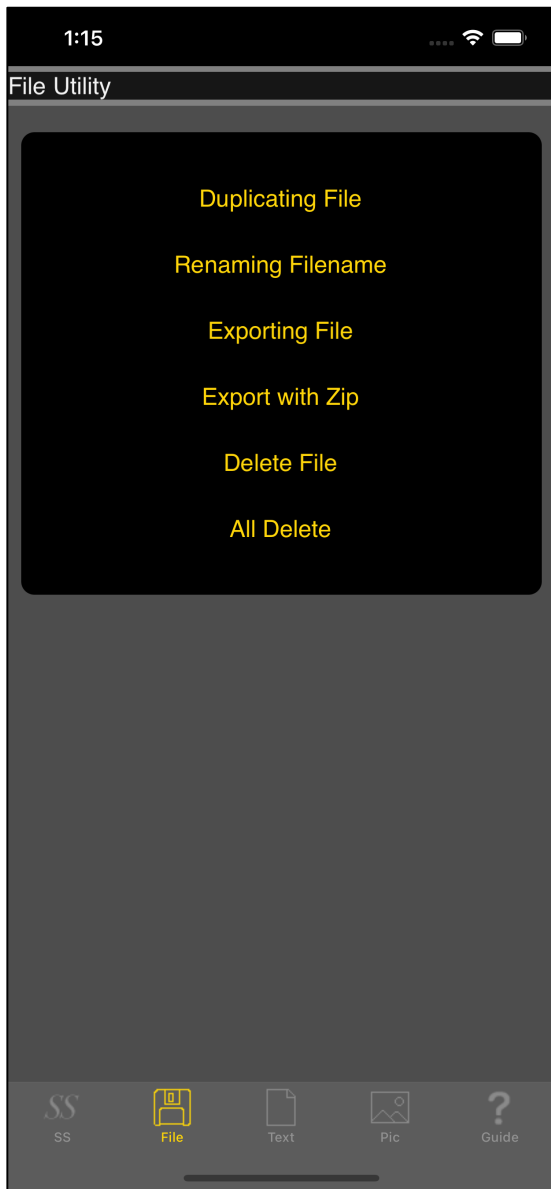 1:15
File Utility
Duplicating File
Renaming Filename
Exporting File
Export with Zip
Delete File
All Delete
SS
SS
File
Text
Pic
?
Guide